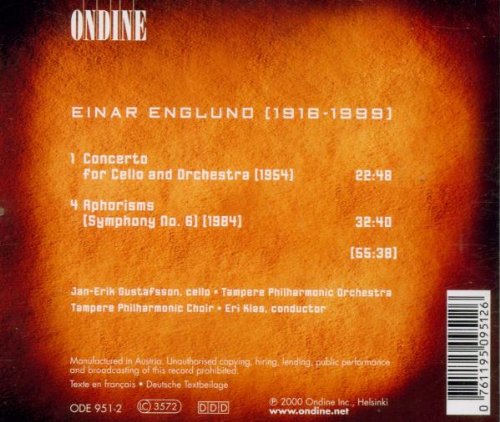 ONDINE
EINAR ENGLUND (1916-1999)
1 Concerto
for Cello and Orchestra (1954) 22:48
4 Aphorisms
(Symphony No. 6) (1984) 32:40
[55:38]
Jan-Erik Gustafsson, cello • Tampere Philharmonic Orchestra
Tampere Philharmonic Choir • Eri Klas, conductor
Manufactured in Austria. Unauthorised copying, hiring, lending, public performance
and broadcasting of this record prohibited.
Texte en français • Deutsche Textbeilage
ODE 951-2 LC 3572 DDD
℗ 2000 Ondine Inc., Helsinki
www.ondine.net
0 761195 095126